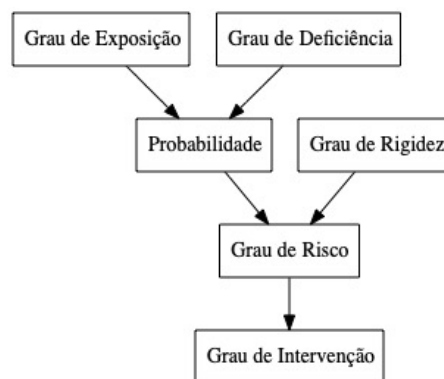 Grau de Exposição
Grau de Deficiência
Probabilidade
Grau de Rigidez
Grau de Risco
Grau de Intervenção